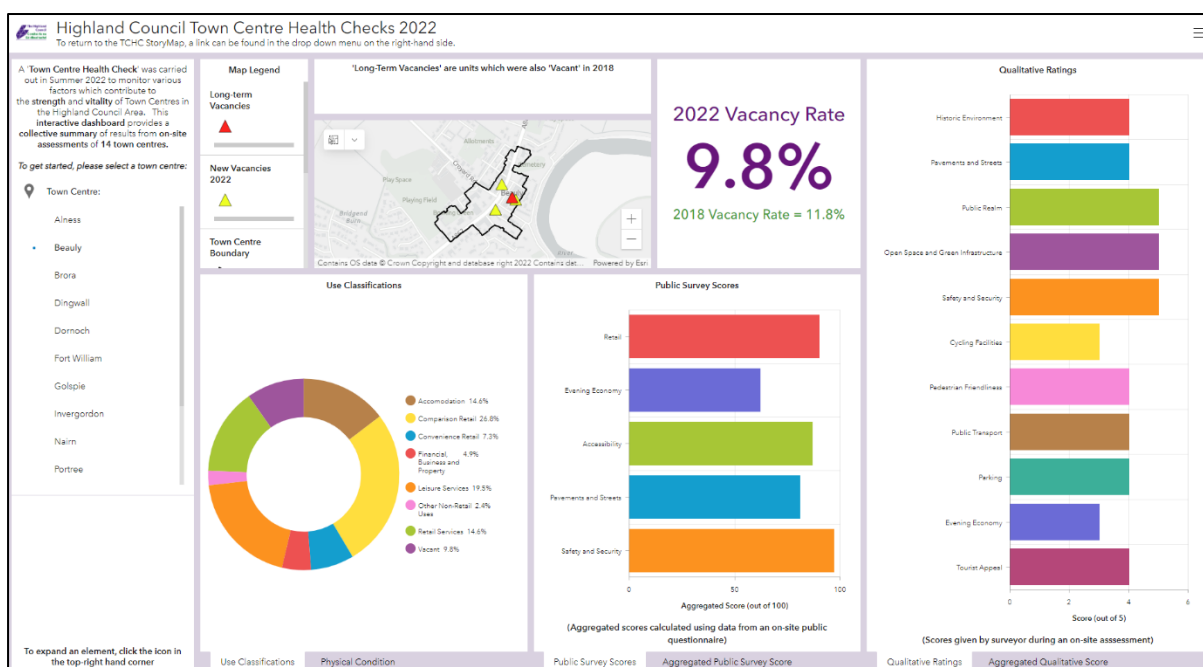 Highland Council Town Centre Health Checks 2022
To return to the TCHC StoryMap, a link can be found in the drop down menu on the right-hand side.
A 'Town Centre Health Check' was carried
out in Summer 2022 to monitor various
factors which contribute to
the strength and vitality of Town Centres in
the Highland Council Area. This
interactive dashboard provides a
collective summary of results from on-site
assessments of 14 town centres.
To get started, please select a town centre:
Town Centre:
Alness
Beauly
Brora
Dingwall
Dornoch
Fort William
Golspie
Invergordon
Nairn
Portree
To expand an element, click the icon in
the top-right hand corner
Map Legend
Long-term
Vacancies
New Vacancies
2022
Town Centre
Boundary
'Long-Term Vacancies' are units which were also 'Vacant' in 2018
Allotments
Play Space
Playing Field
Bridgend
Contains OS data © Crown Copyright and database right 2022 Contains dat...
Powered by Esri
2022 Vacancy Rate
9.8%
2018 Vacancy Rate = 11.8%
Use Classifications
Accomodation 14.6%
Comparison Retail 26.8%
Convenience Retail 7.3%
Financial, 4.9%
Business and
Property
Leisure Services 19.5%
Other Non-Retail 2.4%
Uses
Retail Services 14.6%
Vacant 9.8%
Use Classifications
Physical Condition
Public Survey Scores
Retail
Evening Economy
Accessibility
Pavements and Streets
Safety and Security
0
50
100
Aggregated Score (out of 100)
(Aggregated scores calculated using data from an on-site public
questionnaire)
Public Survey Scores
Aggregated Public Survey Score
Qualitative Ratings
Historic Environment
Pavements and Streets
Public Realm
Open Space and Green Infrastructure
Safety and Security
Cycling Facilities
Pedestrian Friendliness
Public Transport
Parking
Evening Economy
Tourist Appeal
0
2
4
6
Score (out of 5)
(Scores given by surveyor during an on-site asssessment)
Qualitative Ratings
Aggregated Qualitative Score